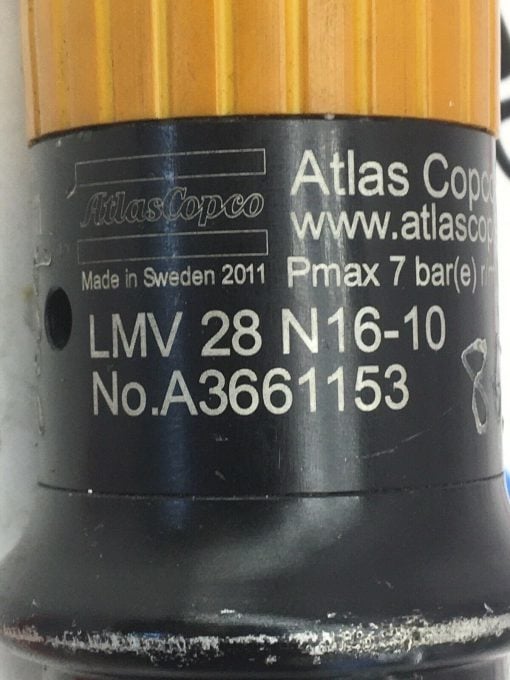 AtlasCopco
Made in Sweden 2011
Atlas Copco
www.atlascop
Pmax 7 bar(e) r
LMV 28 N16-10
No.A3661153